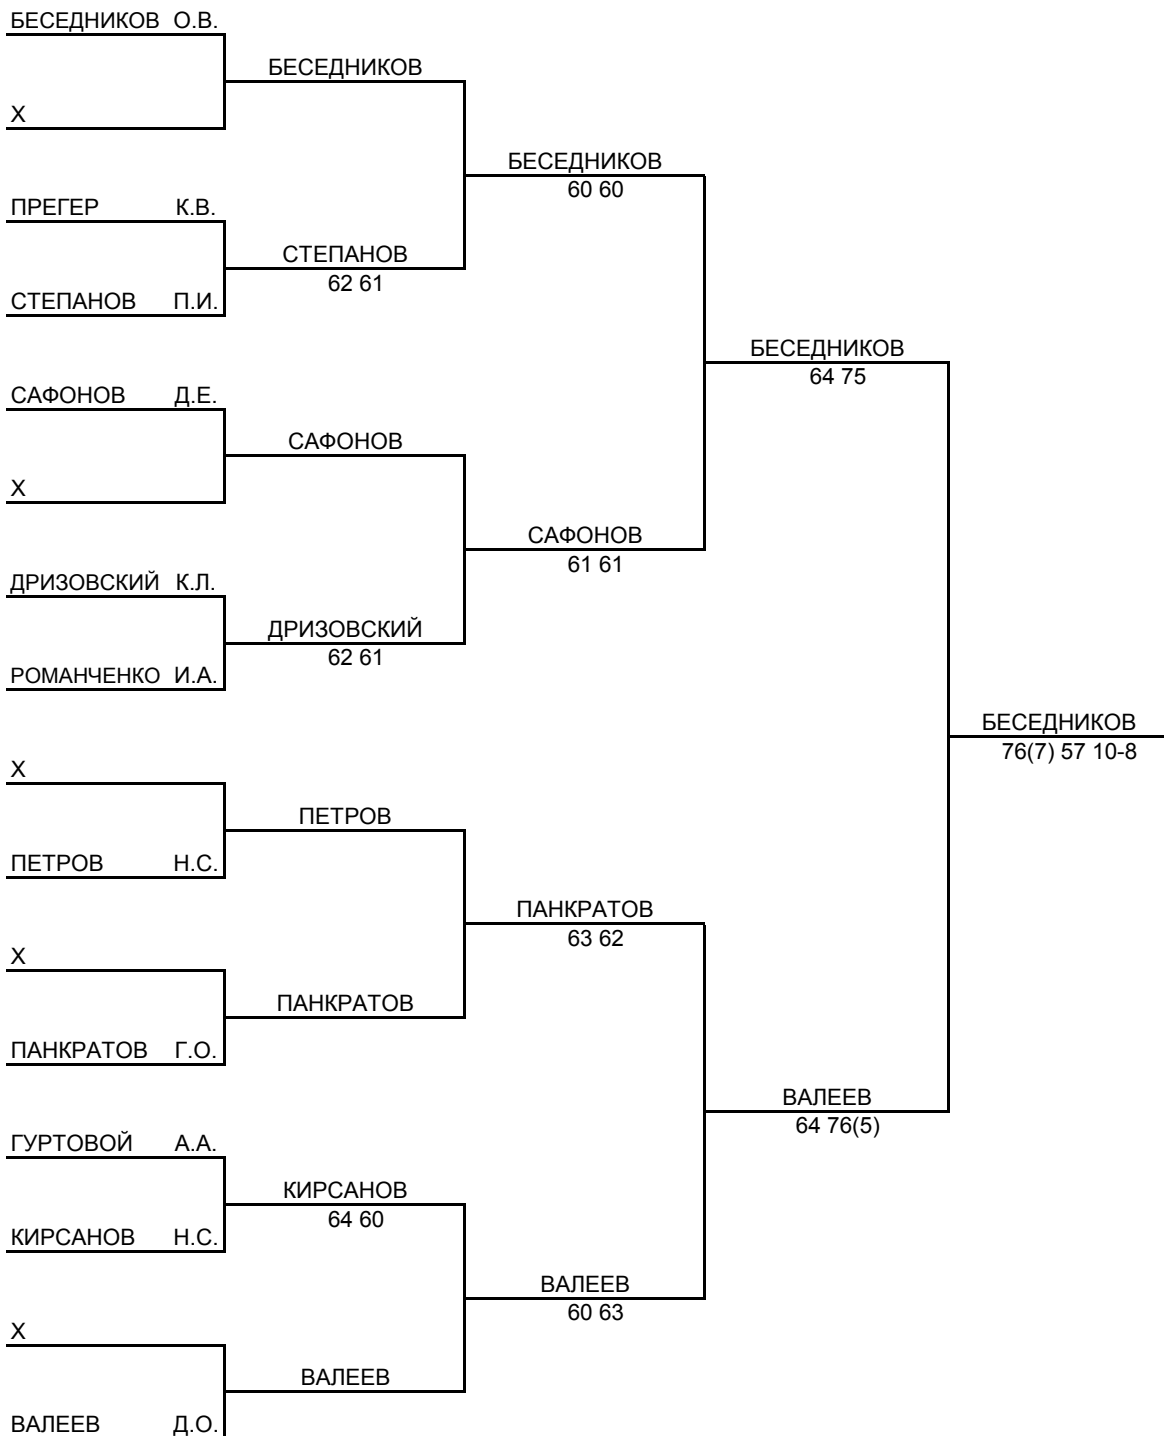 БЕСЕДНИКОВ О.В.
БЕСЕДНИКОВ
Х
БЕСЕДНИКОВ
60 60
ПРЕГЕР К.В.
СТЕПАНОВ
62 61
СТЕПАНОВ П.И.
БЕСЕДНИКОВ
64 75
САФОНОВ Д.Е.
САФОНОВ
Х
САФОНОВ
61 61
ДРИЗОВСКИЙ К.Л.
ДРИЗОВСКИЙ
62 61
РОМАНЧЕНКО И.А.
БЕСЕДНИКОВ
76(7) 57 10-8
Х
ПЕТРОВ
ПЕТРОВ Н.С.
ПАНКРАТОВ
63 62
Х
ПАНКРАТОВ
ПАНКРАТОВ Г.О.
ВАЛЕЕВ
64 76(5)
ГУРТОВОЙ А.А.
КИРСАНОВ
64 60
КИРСАНОВ Н.С.
ВАЛЕЕВ
60 63
Х
ВАЛЕЕВ
ВАЛЕЕВ Д.О.